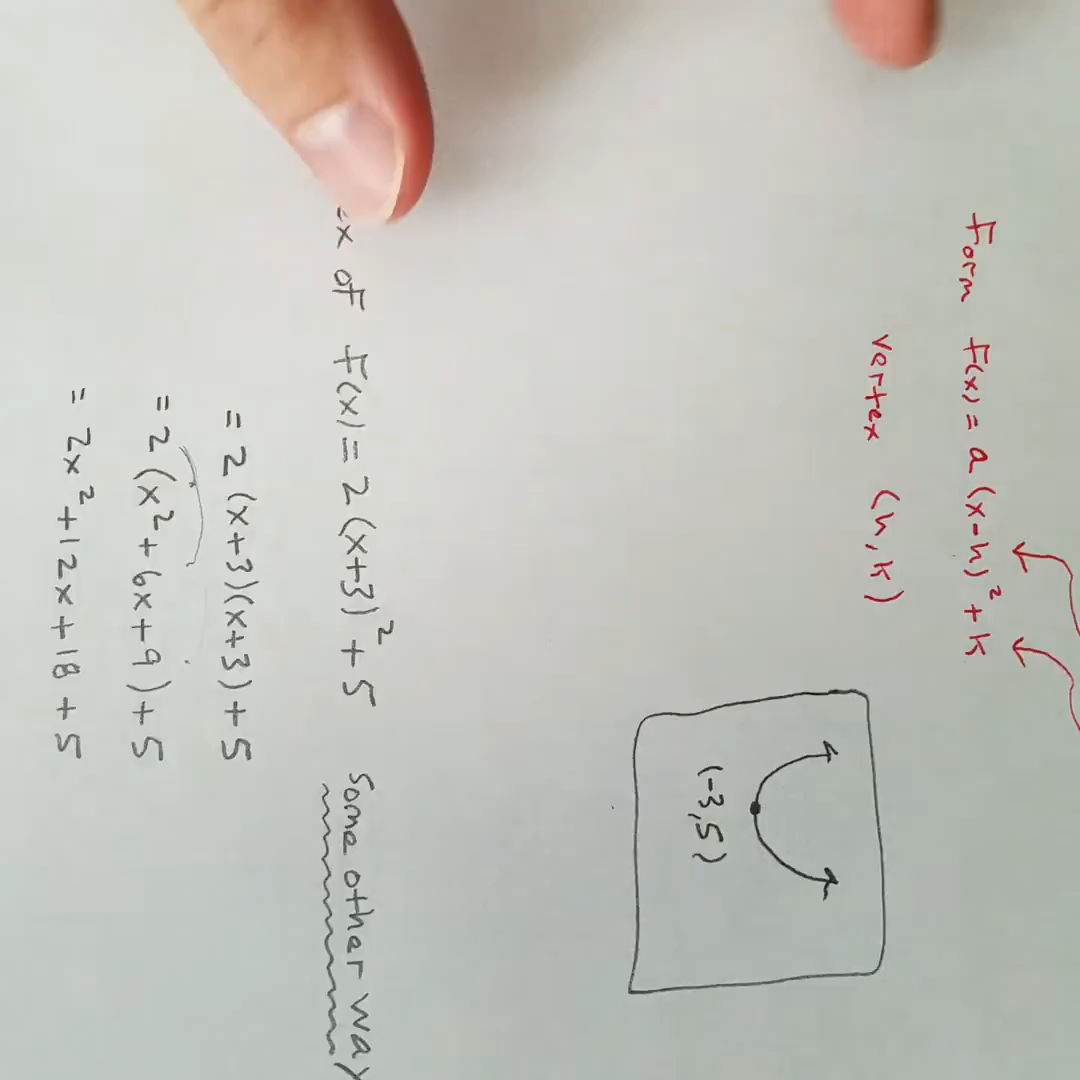 Form f(x) = a(x-h)² + k
vertex (h, k)
(-3, 5)
of f(x) = 2(x+3)² + 5 some other way
= 2(x+3)(x+3) + 5
= 2(x² + 6x + 9) + 5
= 2x² + 12x + 18 + 5